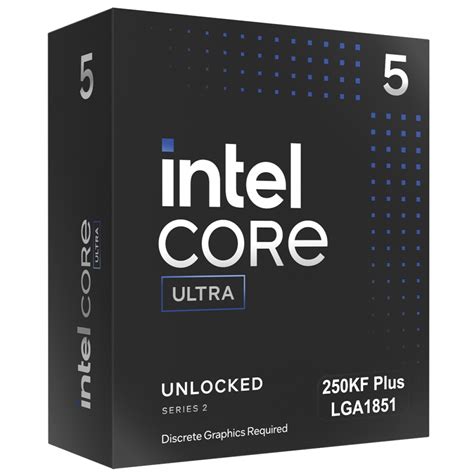 5
intel CORE
ULTRA
5
intel
CORE
ULTRA
UNLOCKED
SERIES 2
Discrete Graphics Required
250KF Plus
LGA1851